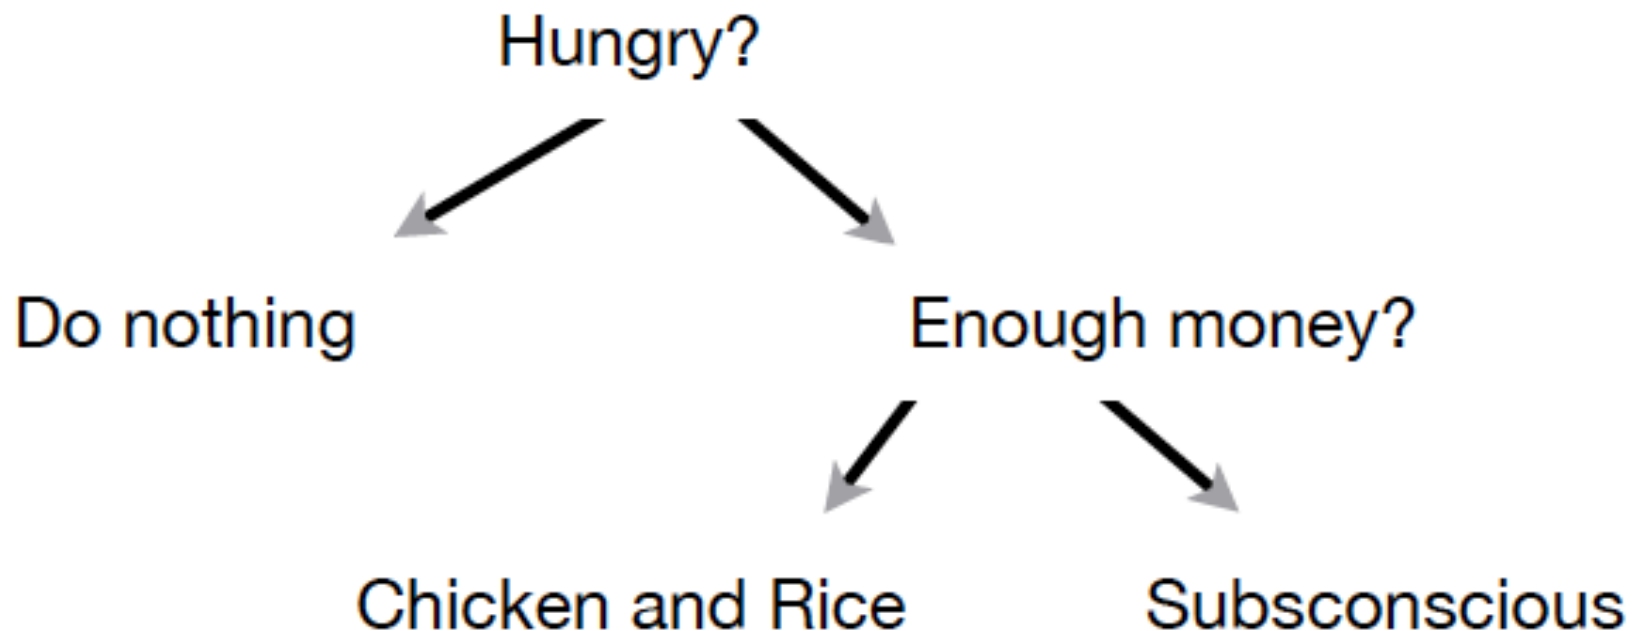 Hungry?
Do nothing
Enough money?
Chicken and Rice
Subsconscious